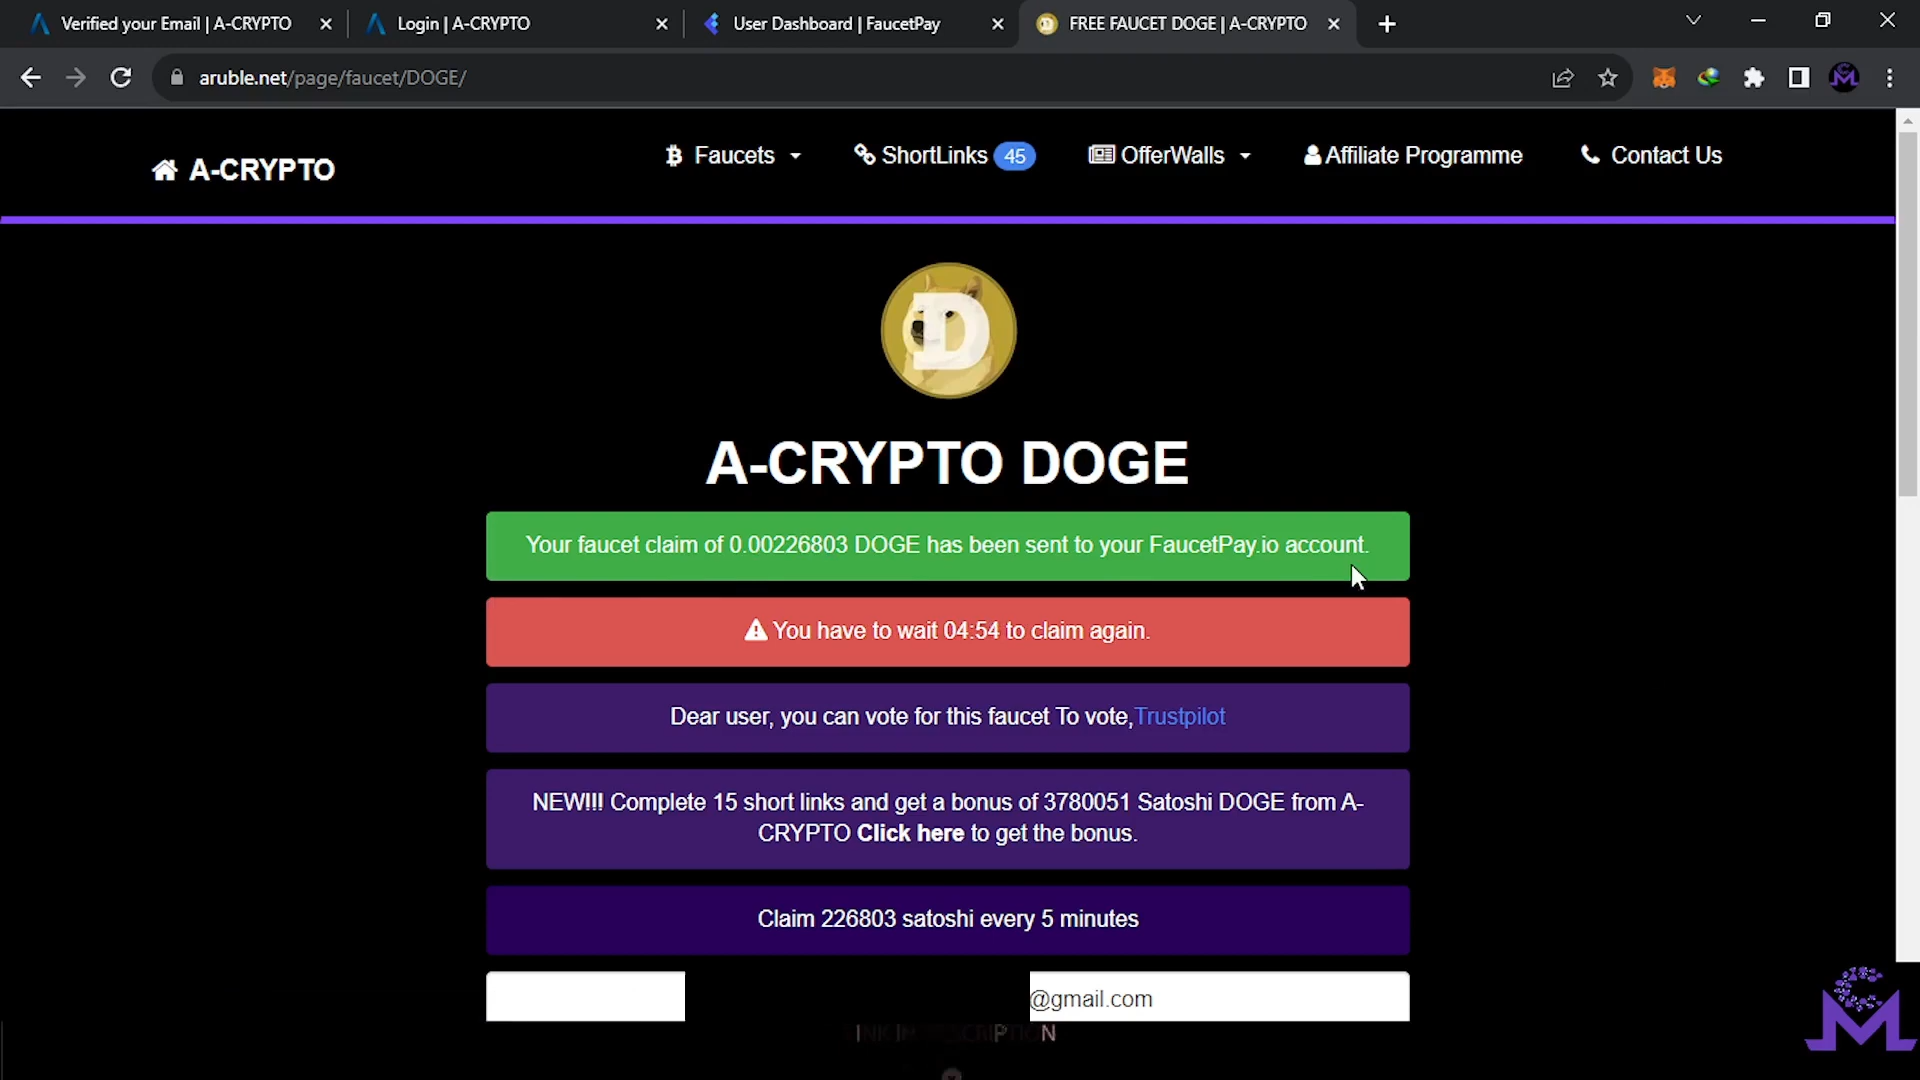 Verified your Email | A-CRYPTO
Login | A-CRYPTO
User Dashboard | FaucetPay
FREE FAUCET DOGE | A-CRYPTO
aruble.net/page/faucet/DOGE/
A-CRYPTO
Faucets
ShortLinks 45
OfferWalls
Affiliate Programme
Contact Us
D
A-CRYPTO DOGE
Your faucet claim of 0.00226803 DOGE has been sent to your FaucetPay.io account.
You have to wait 04:54 to claim again.
Dear user, you can vote for this faucet To vote,Trustpilot
NEW!!! Complete 15 short links and get a bonus of 3780051 Satoshi DOGE from A-
CRYPTO Click here to get the bonus.
Claim 226803 satoshi every 5 minutes
@gmail.com